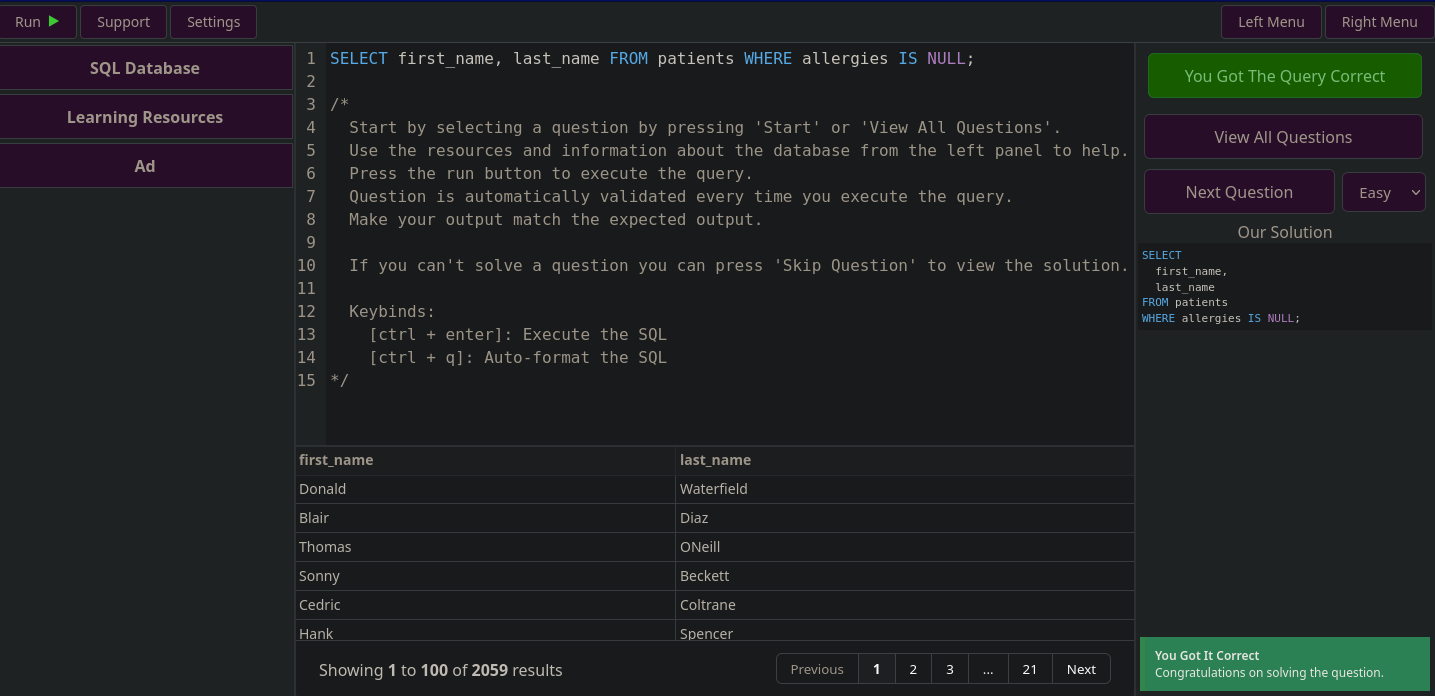 Run Support Settings Left Menu Right Menu
SQL Database
Learning Resources
Ad
1 SELECT first_name, last_name FROM patients WHERE allergies IS NULL;
2
3 /*
4 Start by selecting a question by pressing 'Start' or 'View All Questions'.
5 Use the resources and information about the database from the left panel to help.
6 Press the run button to execute the query.
7 Question is automatically validated every time you execute the query.
8 Make your output match the expected output.
9
10 If you can't solve a question you can press 'Skip Question' to view the solution.
11
12 Keybinds:
13 [ctrl + enter]: Execute the SQL
14 [ctrl + q]: Auto-format the SQL
15 */
first_name last_name
Donald Waterfield
Blair Diaz
Thomas ONeill
Sonny Beckett
Cedric Coltrane
Hank Spencer
Showing 1 to 100 of 2059 results Previous 1 2 3 ... 21 Next
You Got The Query Correct
View All Questions
Next Question Easy
Our Solution
SELECT
first_name,
last_name
FROM patients
WHERE allergies IS NULL;
You Got It Correct
Congratulations on solving the question.